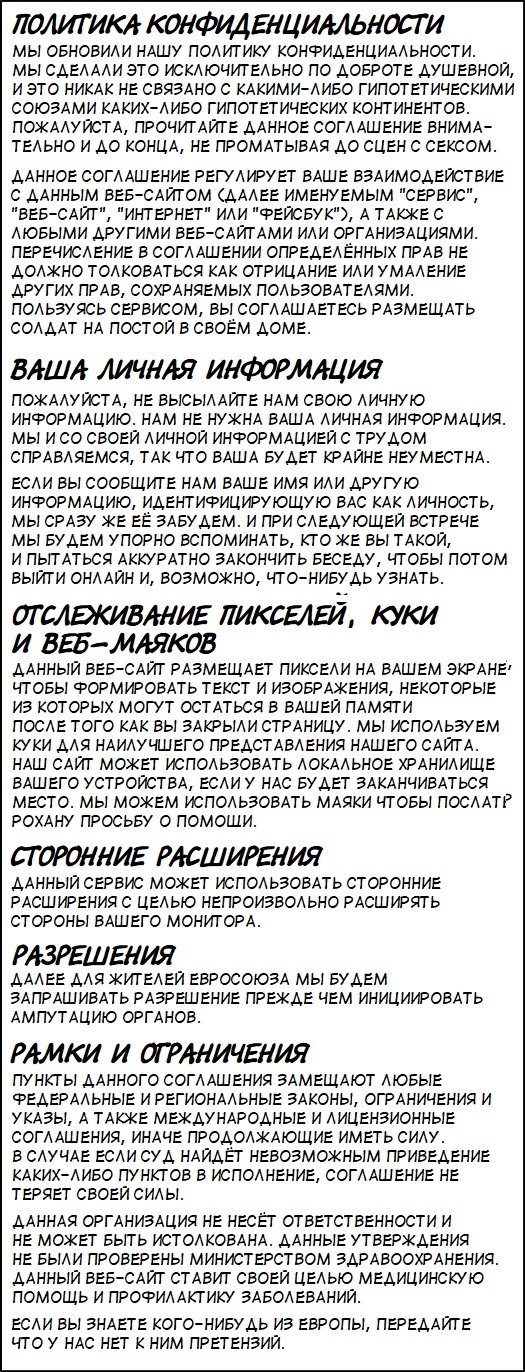 ПОЛИТИКА КОНФИДЕНЦИАЛЬНОСТИ
МЫ ОБНОВИЛИ НАШУ ПОЛИТИКУ КОНФИДЕНЦИАЛЬНОСТИ.
МЫ СДЕЛАЛИ ЭТО ИСКЛЮЧИТЕЛЬНО ПО ДОБРОТЕ ДУШЕВНОЙ,
И ЭТО НИКАК НЕ СВЯЗАНО С КАКИМИ-ЛИБО ГИПОТЕТИЧЕСКИМИ
СОЮЗАМИ КАКИХ-ЛИБО ГИПОТЕТИЧЕСКИХ КОНТИНЕНТОВ.
ПОЖАЛУЙСТА, ПРОЧИТАЙТЕ ДАННОЕ СОГЛАШЕНИЕ ВНИМА-
ТЕЛЬНО И ДО КОНЦА, НЕ ПРОМАТЫВАЯ ДО СЦЕН С СЕКСОМ.
ДАННОЕ СОГЛАШЕНИЕ РЕГУЛИРУЕТ ВАШЕ ВЗАИМОДЕЙСТВИЕ
С ДАННЫМ ВЕБ-САЙТОМ (ДАЛЕЕ ИМЕНУЕМЫМ "СЕРВИС",
"ВЕБ-САЙТ", "ИНТЕРНЕТ" ИЛИ "ФЕЙСБУК"), А ТАКЖЕ С
ЛЮБЫМИ ДРУГИМИ ВЕБ-САЙТАМИ ИЛИ ОРГАНИЗАЦИЯМИ.
ПЕРЕЧИСЛЕНИЕ В СОГЛАШЕНИИ ОПРЕДЕЛЁННЫХ ПРАВ НЕ
ДОЛЖНО ТОЛКОВАТЬСЯ КАК ОТРИЦАНИЕ ИЛИ УМАЛЕНИЕ
ДРУГИХ ПРАВ, СОХРАНЯЕМЫХ ПОЛЬЗОВАТЕЛЯМИ.
ПОЛЬЗУЯСЬ СЕРВИСОМ, ВЫ СОГЛАШАЕТЕСЬ РАЗМЕЩАТЬ
СОЛДАТ НА ПОСТОЙ В СВОЁМ ДОМЕ.
ВАША ЛИЧНАЯ ИНФОРМАЦИЯ
ПОЖАЛУЙСТА, НЕ ВЫСЫЛАЙТЕ НАМ СВОЮ ЛИЧНУЮ
ИНФОРМАЦИЮ. НАМ НЕ НУЖНА ВАША ЛИЧНАЯ ИНФОРМАЦИЯ.
МЫ И СО СВОЕЙ ЛИЧНОЙ ИНФОРМАЦИЕЙ С ТРУДОМ
СПРАВЛЯЕМСЯ, ТАК ЧТО ВАША БУДЕТ КРАЙНЕ НЕУМЕСТНА.
ЕСЛИ ВЫ СООБЩИТЕ НАМ ВАШЕ ИМЯ ИЛИ ДРУГУЮ
ИНФОРМАЦИЮ, ИДЕНТИФИЦИРУЮЩУЮ ВАС КАК ЛИЧНОСТЬ,
МЫ СРАЗУ ЖЕ ЕЁ ЗАБУДЕМ. И ПРИ СЛЕДУЮЩЕЙ ВСТРЕЧЕ
МЫ БУДЕМ УПОРНО ВСПОМИНАТЬ, КТО ЖЕ ВЫ ТАКОЙ,
И ПЫТАТЬСЯ АККУРАТНО ЗАКОНЧИТЬ БЕСЕДУ, ЧТОБЫ ПОТОМ
ВЫЙТИ ОНЛАЙН И, ВОЗМОЖНО, ЧТО-НИБУДЬ УЗНАТЬ.
ОТСЛЕЖИВАНИЕ ПИКСЕЛЕЙ, КУКИ
И ВЕБ-МАЯКОВ
ДАННЫЙ ВЕБ-САЙТ РАЗМЕЩАЕТ ПИКСЕЛИ НА ВАШЕМ ЭКРАНЕ,
ЧТОБЫ ФОРМИРОВАТЬ ТЕКСТ И ИЗОБРАЖЕНИЯ, НЕКОТОРЫЕ
ИЗ КОТОРЫХ МОГУТ ОСТАТЬСЯ В ВАШЕЙ ПАМЯТИ
ПОСЛЕ ТОГО КАК ВЫ ЗАКРЫЛИ СТРАНИЦУ. МЫ ИСПОЛЬЗУЕМ
КУКИ ДЛЯ НАИЛУЧШЕГО ПРЕДСТАВЛЕНИЯ НАШЕГО САЙТА.
НАШ САЙТ МОЖЕТ ИСПОЛЬЗОВАТЬ ЛОКАЛЬНОЕ ХРАНИЛИЩЕ
ВАШЕГО УСТРОЙСТВА, ЕСЛИ У НАС БУДЕТ ЗАКАНЧИВАТЬСЯ
МЕСТО. МЫ МОЖЕМ ИСПОЛЬЗОВАТЬ МАЯКИ ЧТОБЫ ПОСЛАТЬ
РОХАНУ ПРОСЬБУ О ПОМОЩИ.
СТОРОННИЕ РАСШИРЕНИЯ
ДАННЫЙ СЕРВИС МОЖЕТ ИСПОЛЬЗОВАТЬ СТОРОННИЕ
РАСШИРЕНИЯ С ЦЕЛЬЮ НЕПРОИЗВОЛЬНО РАСШИРЯТЬ
СТОРОНЫ ВАШЕГО МОНИТОРА.
РАЗРЕШЕНИЯ
ДАЛЕЕ ДЛЯ ЖИТЕЛЕЙ ЕВРОСОЮЗА МЫ БУДЕМ
ЗАПРАШИВАТЬ РАЗРЕШЕНИЕ ПРЕЖДЕ ЧЕМ ИНИЦИИРОВАТЬ
АМПУТАЦИЮ ОРГАНОВ.
РАМКИ И ОГРАНИЧЕНИЯ
ПУНКТЫ ДАННОГО СОГЛАШЕНИЯ ЗАМЕЩАЮТ ЛЮБЫЕ
ФЕДЕРАЛЬНЫЕ И РЕГИОНАЛЬНЫЕ ЗАКОНЫ, ОГРАНИЧЕНИЯ И
УКАЗЫ, А ТАКЖЕ МЕЖДУНАРОДНЫЕ И ЛИЦЕНЗИОННЫЕ
СОГЛАШЕНИЯ, ИНАЧЕ ПРОДОЛЖАЮЩИЕ ИМЕТЬ СИЛУ.
В СЛУЧАЕ ЕСЛИ СУД НАЙДЁТ НЕВОЗМОЖНЫМ ПРИВЕДЕНИЕ
КАКИХ-ЛИБО ПУНКТОВ В ИСПОЛНЕНИЕ, СОГЛАШЕНИЕ НЕ
ТЕРЯЕТ СВОЕЙ СИЛЫ.
ДАННАЯ ОРГАНИЗАЦИЯ НЕ НЕСЁТ ОТВЕТСТВЕННОСТИ И
НЕ МОЖЕТ БЫТЬ ИСТОЛКОВАНА. ДАННЫЕ УТВЕРЖДЕНИЯ
НЕ БЫЛИ ПРОВЕРЕНЫ МИНИСТЕРСТВОМ ЗДРАВООХРАНЕНИЯ.
ДАННЫЙ ВЕБ-САЙТ СТАВИТ СВОЕЙ ЦЕЛЬЮ МЕДИЦИНСКУЮ
ПОМОЩЬ И ПРОФИЛАКТИКУ ЗАБОЛЕВАНИЙ.
ЕСЛИ ВЫ ЗНАЕТЕ КОГО-НИБУДЬ ИЗ ЕВРОПЫ, ПЕРЕДАЙТЕ
ЧТО У НАС НЕТ К НИМ ПРЕТЕНЗИЙ.